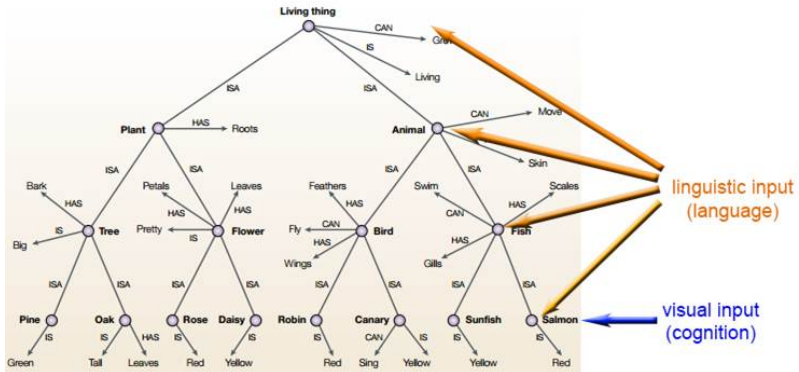 Living thing
CAN
IS
Living
ISA
ISA
Plant
HAS
Roots
Animal
CAN
Move
Skin
ISA
ISA
ISA
ISA
Bark
Petals
Leaves
Feathers
Swim
Scales
HAS
HAS
HAS
HAS
CAN
HAS
Big
IS
Tree
Pretty
IS
Flower
Fly
CAN
Bird
Fish
HAS
Wings
HAS
Gills
ISA
ISA
ISA
ISA
ISA
ISA
ISA
ISA
Pine
Oak
Rose
Daisy
Robin
Canary
Sunfish
Salmon
IS
IS
HAS
IS
IS
IS
CAN
IS
IS
IS
Green
Tall
Leaves
Red
Yellow
Red
Sing
Yellow
Yellow
Red
linguistic input
(language)
visual input
(cognition)